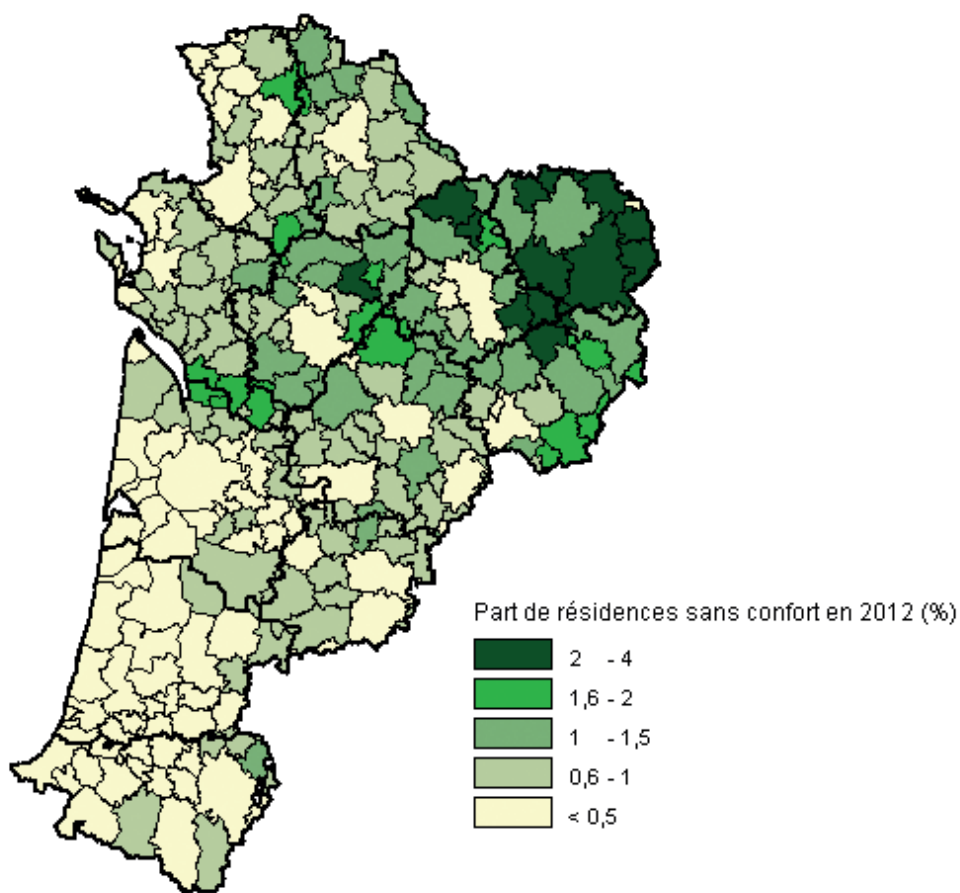 Part de résidences sans confort en 2012 (%)
2 - 4
1,6 - 2
1 - 1,5
0,6 - 1
< 0,5